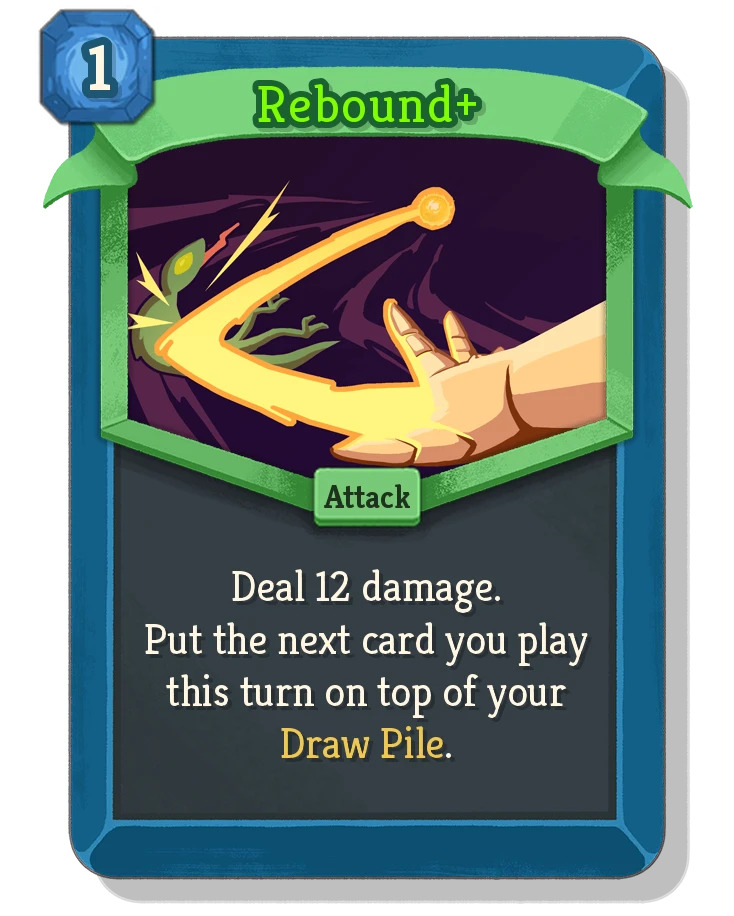 1
Rebound+
Attack
Deal 12 damage.
Put the next card you play
this turn on top of your
Draw Pile.